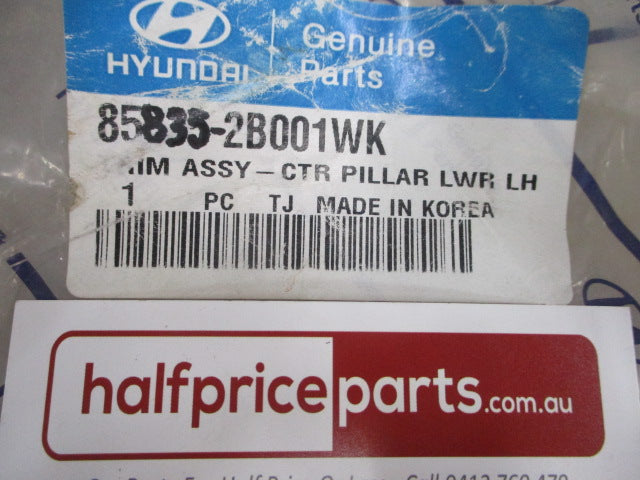 Genuine
HYUNDAI Parts
85835-2B001WK
IM ASSY - CTR PILLAR LWR LH
1 PC TJ MADE IN KOREA
halfpriceparts.com.au